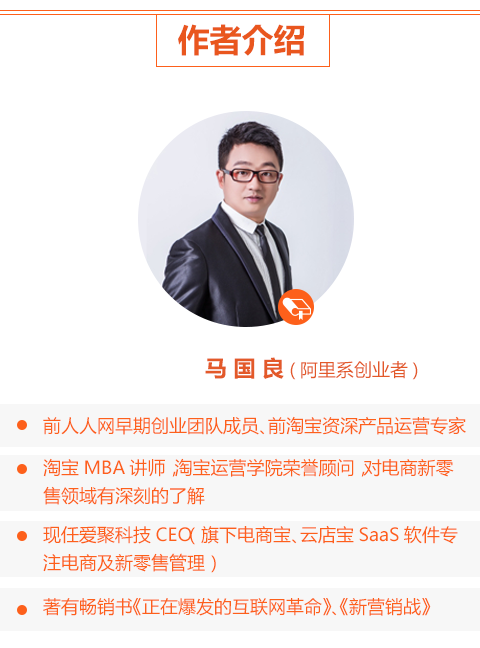 作者介绍
马国良(阿里系创业者)
前人人网早期创业团队成员、前淘宝资深产品运营专家
淘宝 MBA 讲师,淘宝运营学院荣誉顾问,对电商新零
售领域有深刻的了解
现任爱聚科技 CEO(旗下电商宝、云店宝 SaaS 软件专
注电商及新零售管理)
著有畅销书《正在爆发的互联网革命》、《新营销战》